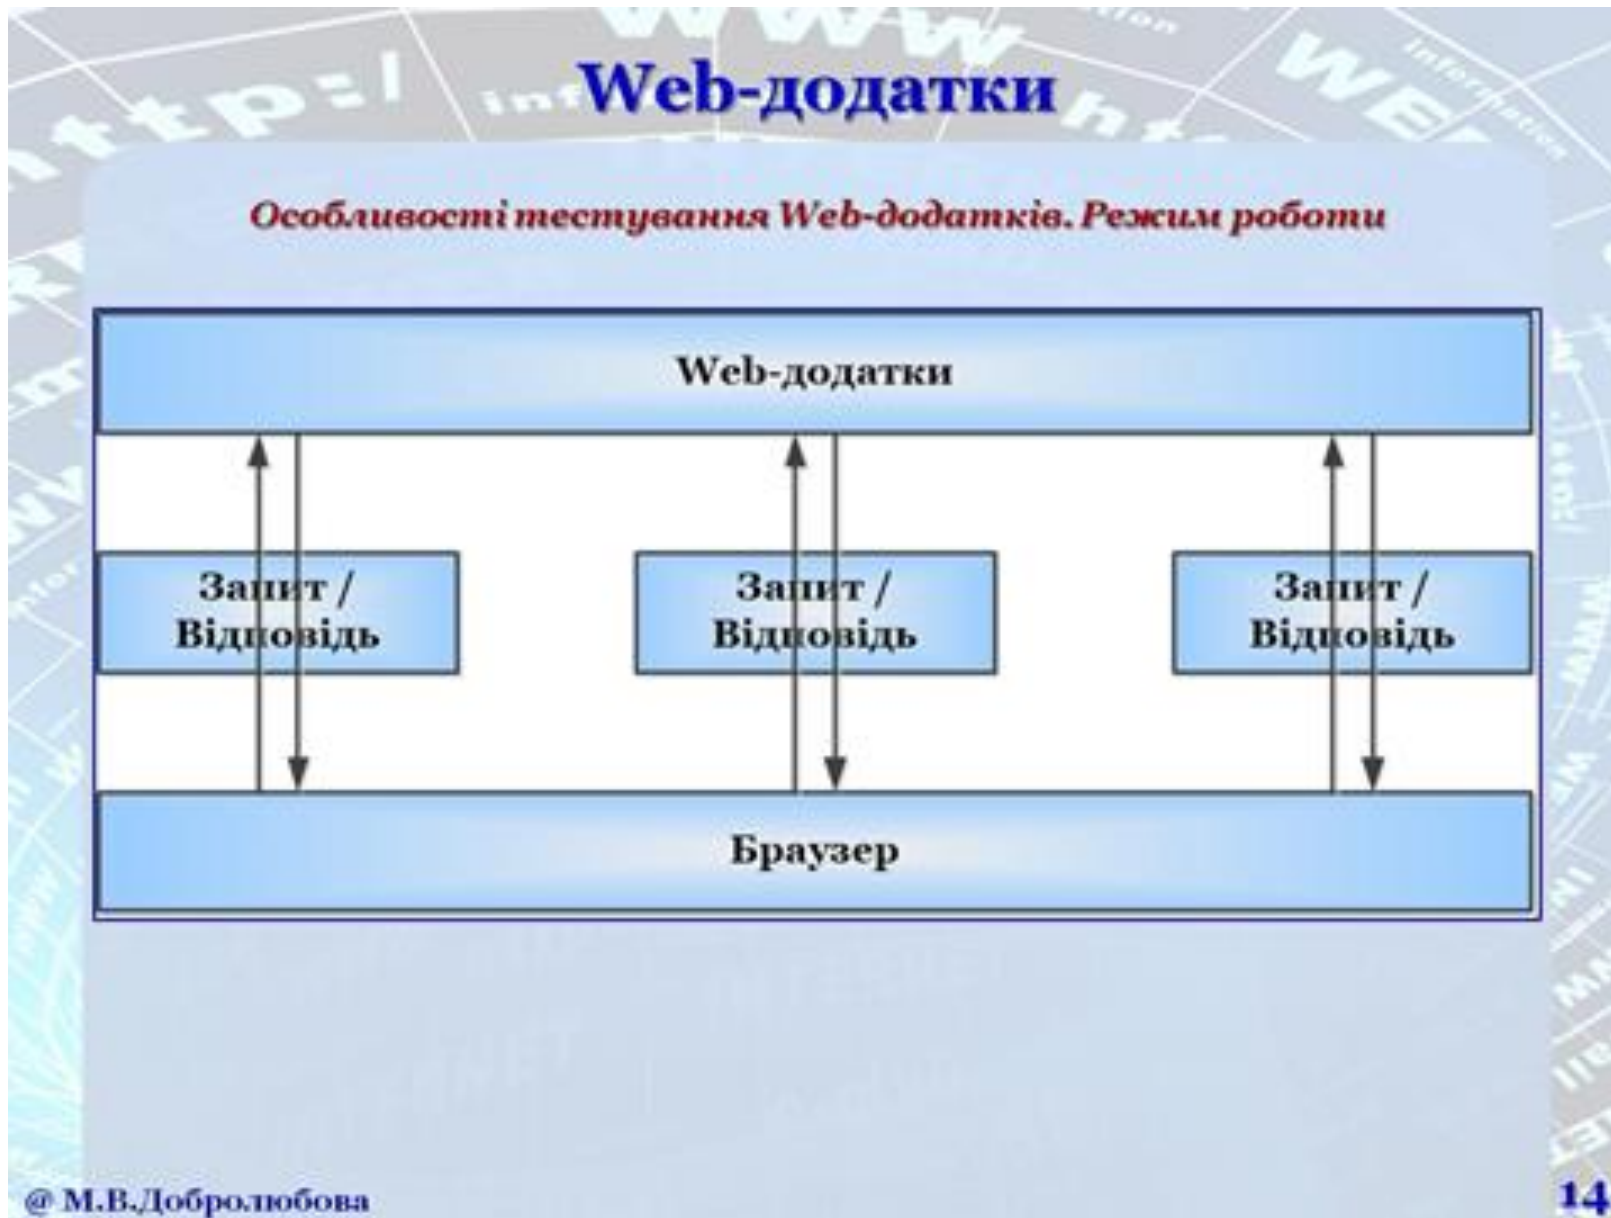 Web-додатки
Особливості тестування Web-додатків. Режим роботи
Web-додатки
Запит /
Відповідь
Запит /
Відповідь
Запит /
Відповідь
Браузер
@ М.В.Добролюбова
14